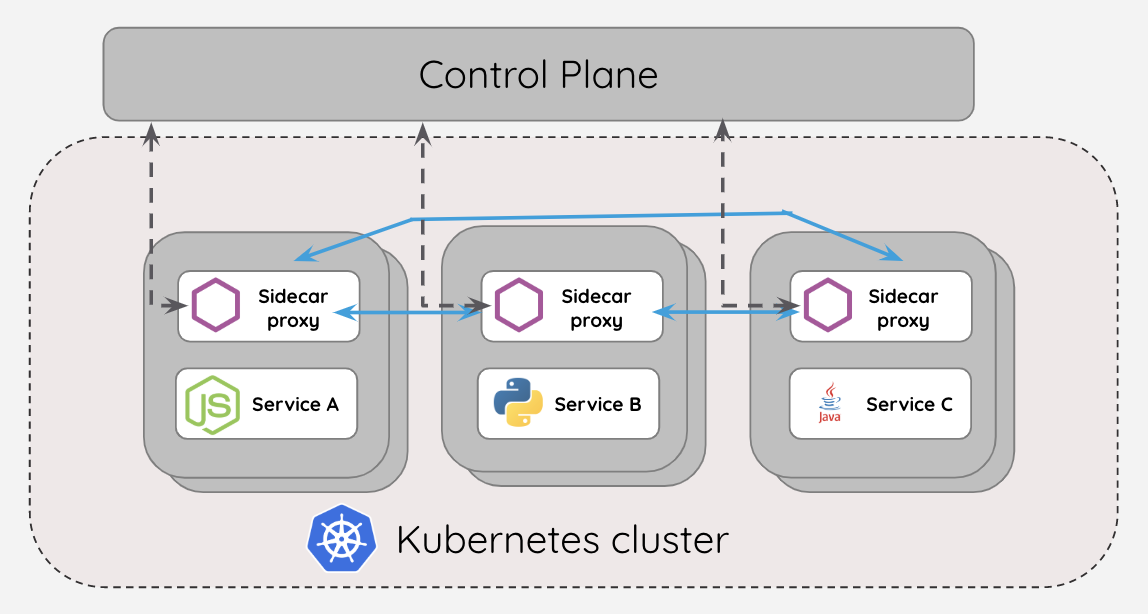 Control Plane
Sidecar
proxy
Sidecar
proxy
Sidecar
proxy
JS
Service A
Service B
Java
Service C
Kubernetes cluster